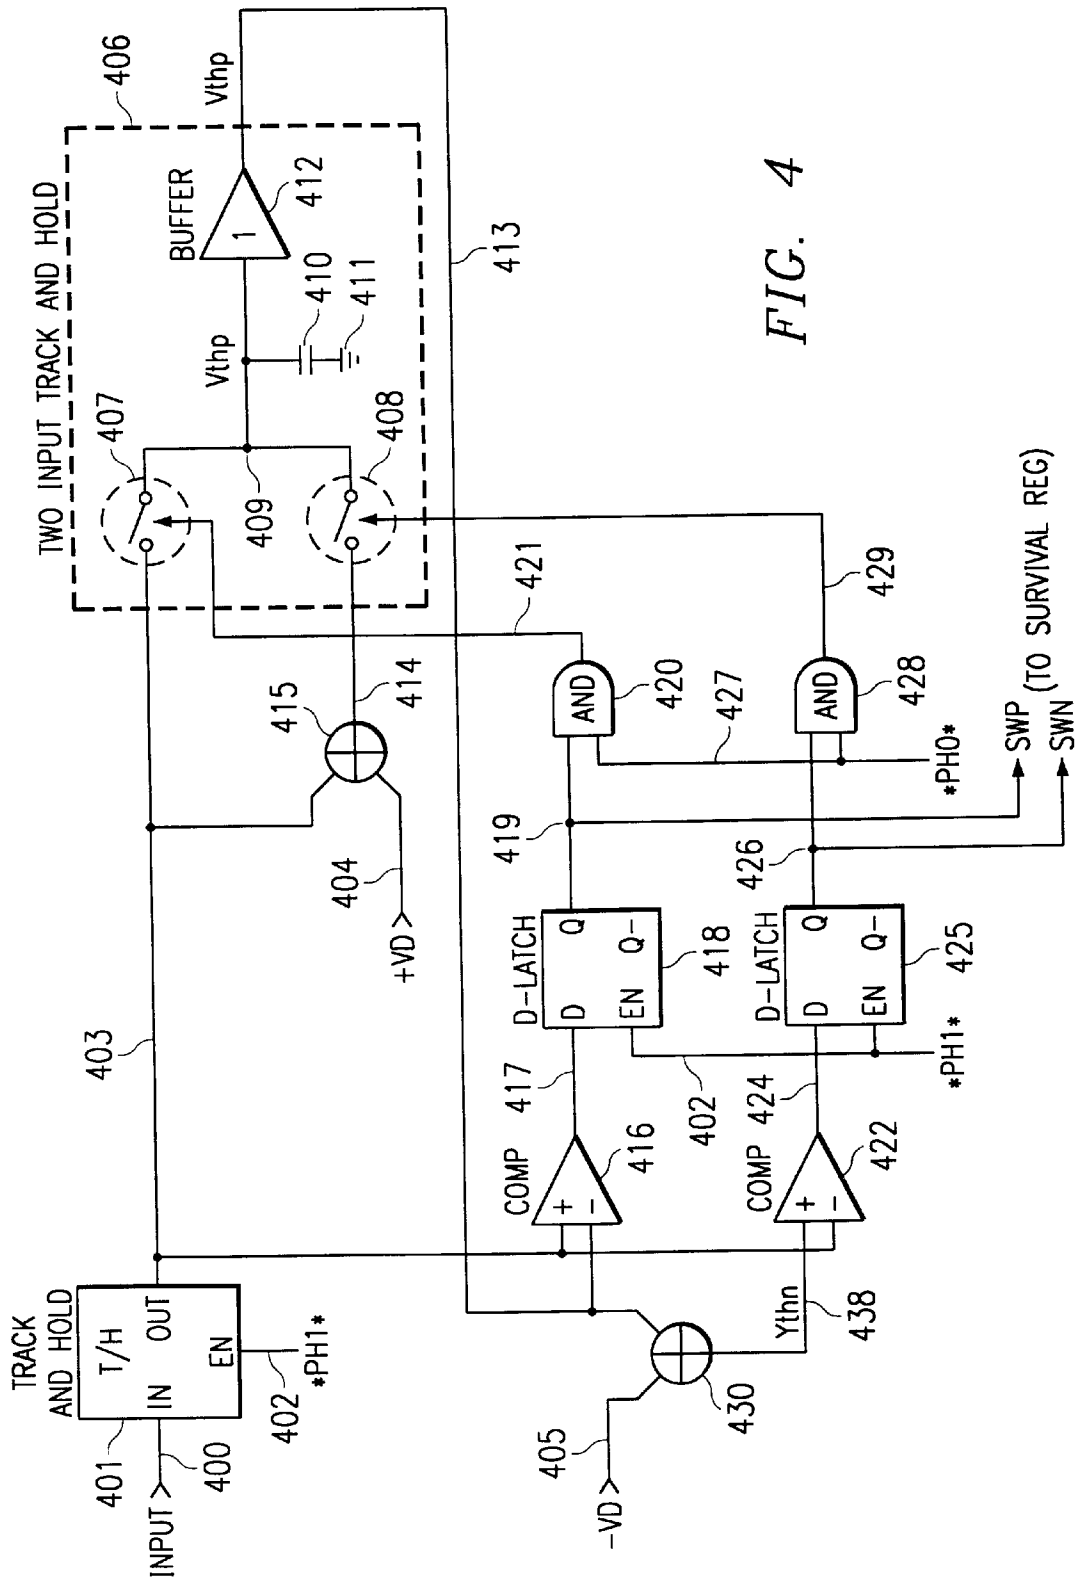 TWO INPUT TRACK AND HOLD
406
407
BUFFER
Vthp
Vthp
1
412
409
410
411
408
413
TRACK
AND HOLD
T/H
IN
OUT
EN
401
INPUT
400
402
*PH1*
403
415
414
404
+VD
421
COMP
+
−
416
417
D-LATCH
D
Q
EN
Q−
418
419
AND
420
427
429
405
−VD
430
Ythn
438
COMP
+
−
422
424
402
*PH1*
D-LATCH
D
Q
EN
Q−
425
426
AND
428
*PH0*
SWP (TO SURVIVAL REG)
SWN
FIG. 4